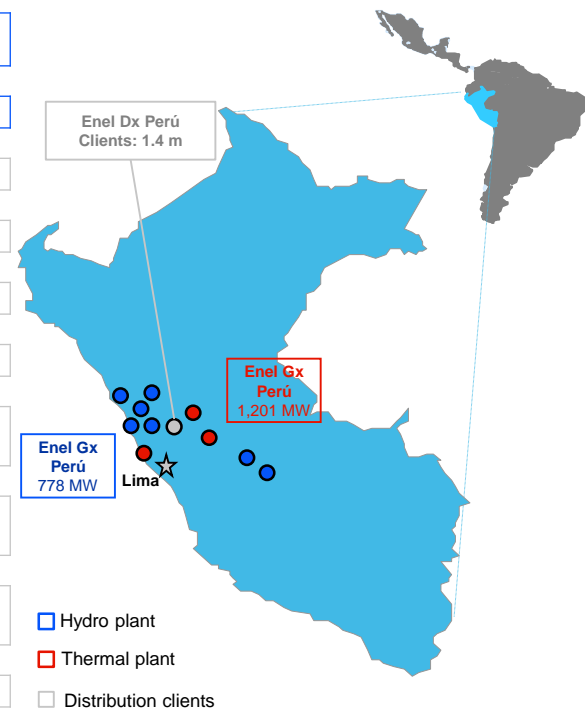 Enel Dx Perú
Clients: 1.4 m
Enel Gx
Perú
1,201 MW
Enel Gx
Perú
778 MW
Lima
Hydro plant
Thermal plant
Distribution clients